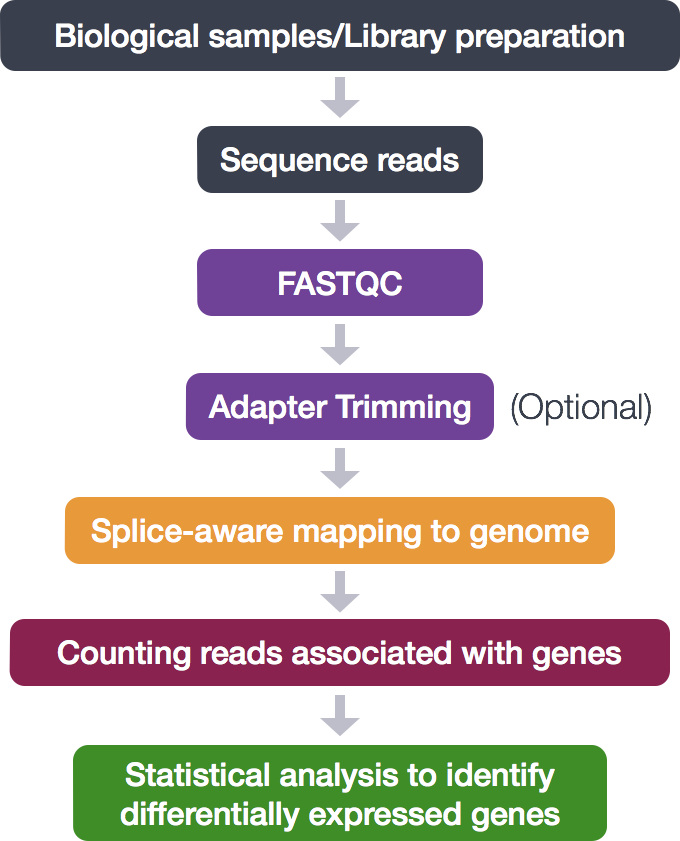 Biological samples/Library preparation
Sequence reads
FASTQC
Adapter Trimming (Optional)
Splice-aware mapping to genome
Counting reads associated with genes
Statistical analysis to identify
differentially expressed genes